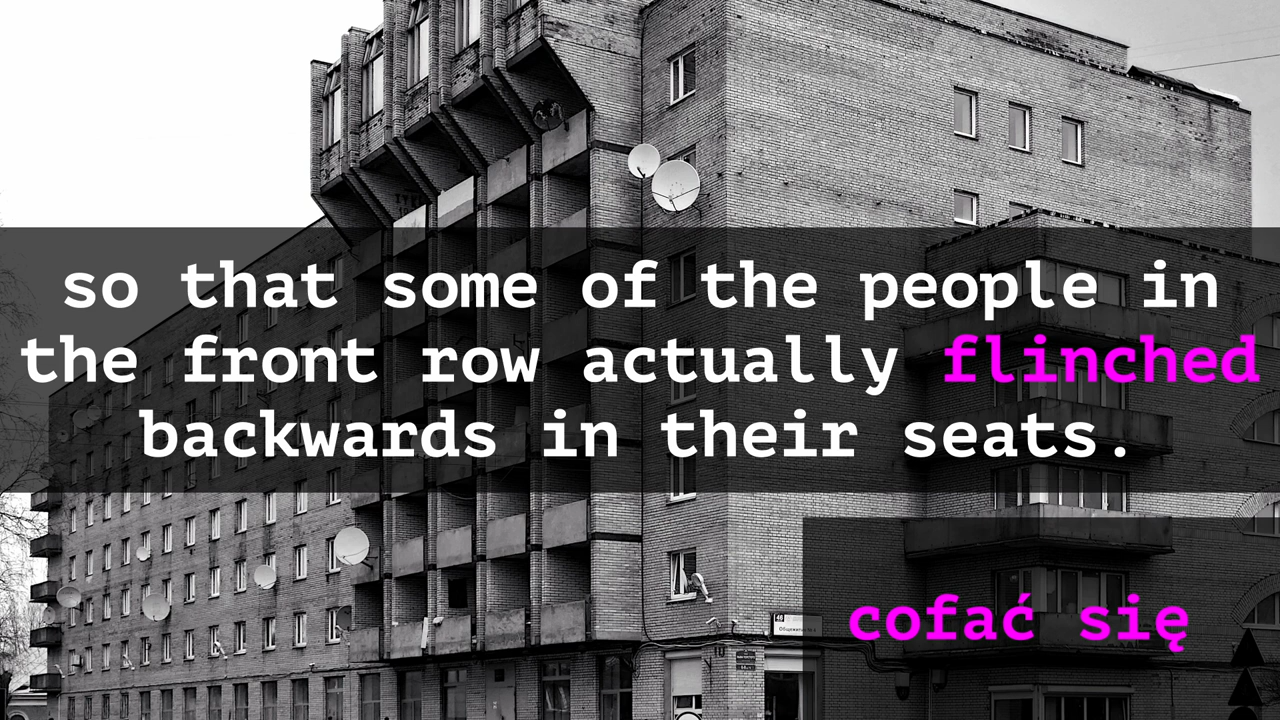 so that some of the people in
the front row actually flinched
backwards in their seats.
cofać się